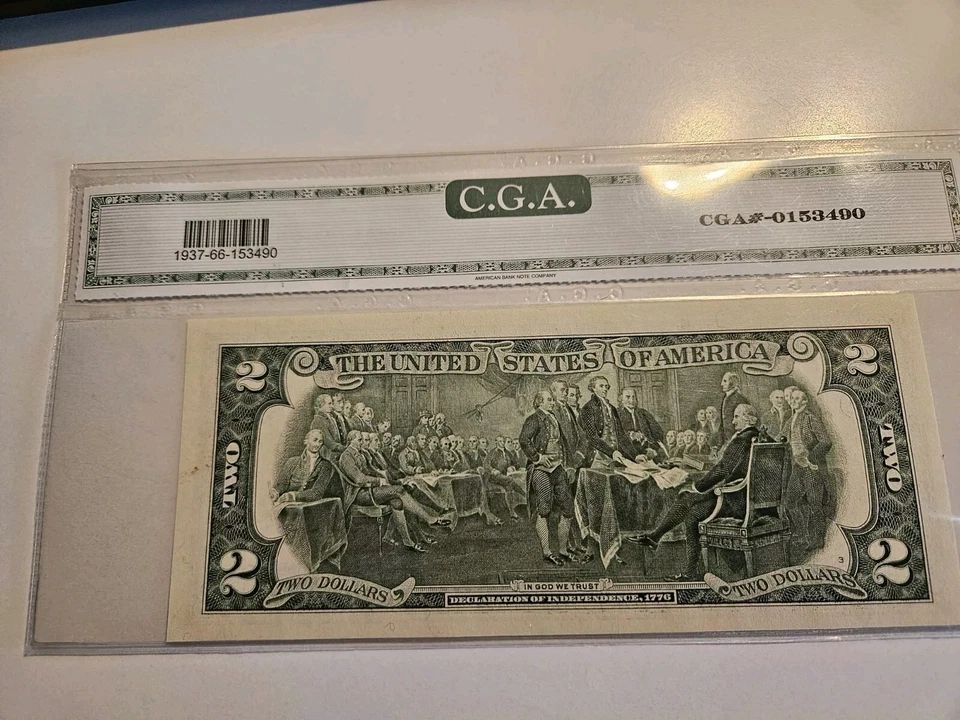 C.G.A.
CGA#-0153490
1937-66-153490
AMERICAN BANK NOTE COMPANY
2 THE UNITED STATES OF AMERICA 2
TWO TWO
3
2 TWO DOLLARS IN GOD WE TRUST TWO DOLLARS 2
DECLARATION OF INDEPENDENCE, 1776